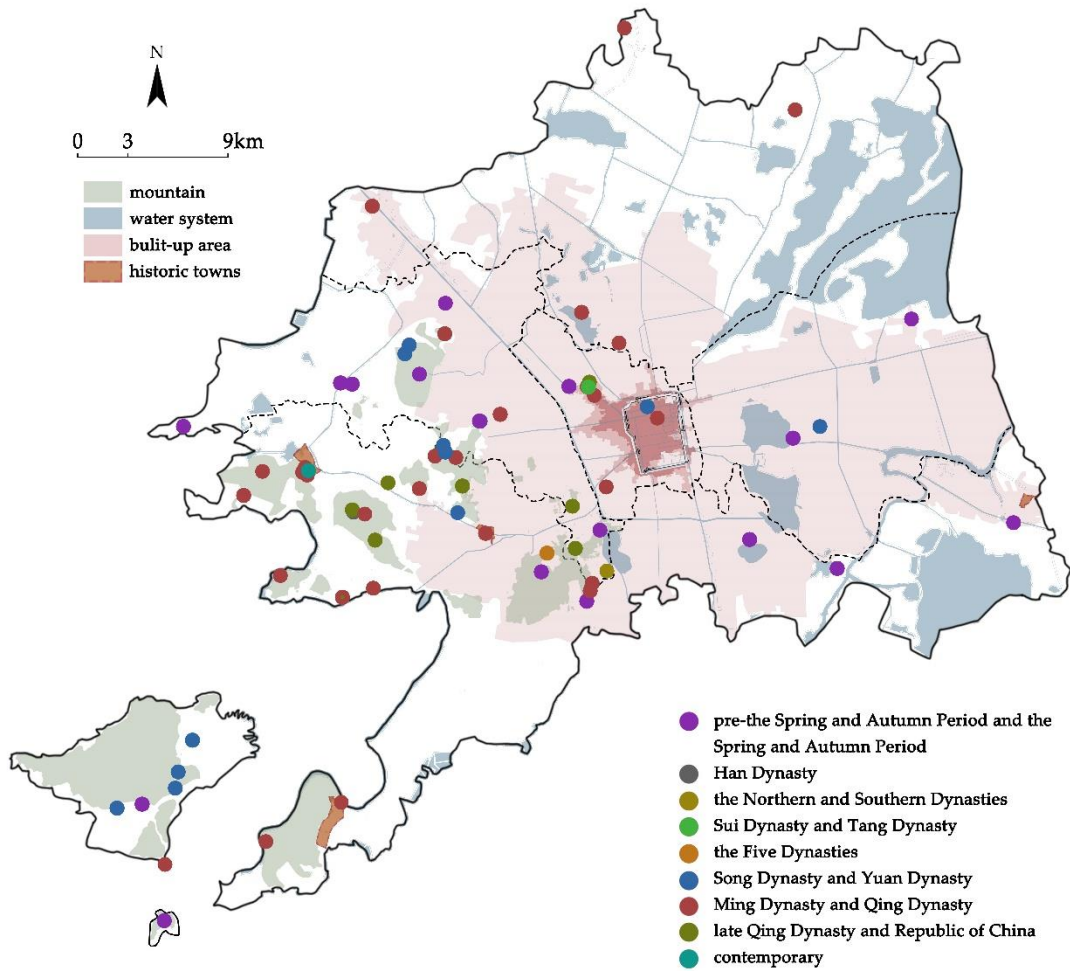 N
0 3 9km
mountain
water system
bulit-up area
historic towns
pre-the Spring and Autumn Period and the
Spring and Autumn Period
Han Dynasty
the Northern and Southern Dynasties
Sui Dynasty and Tang Dynasty
the Five Dynasties
Song Dynasty and Yuan Dynasty
Ming Dynasty and Qing Dynasty
late Qing Dynasty and Republic of China
contemporary